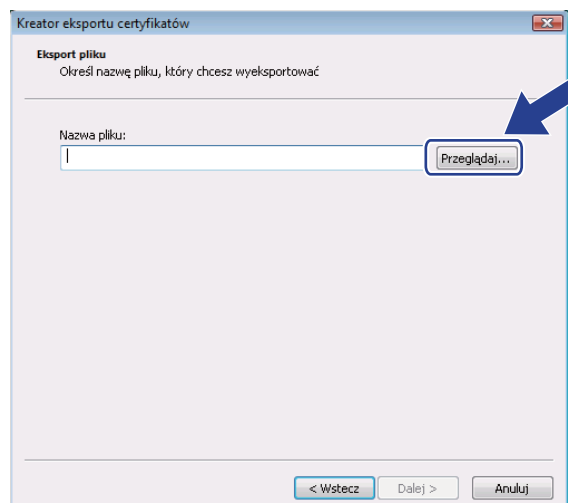 Kreator eksportu certyfikatów
Eksport pliku
Określ nazwę pliku, który chcesz wyeksportować
Nazwa pliku:
Przeglądaj...
< Wstecz Dalej > Anuluj